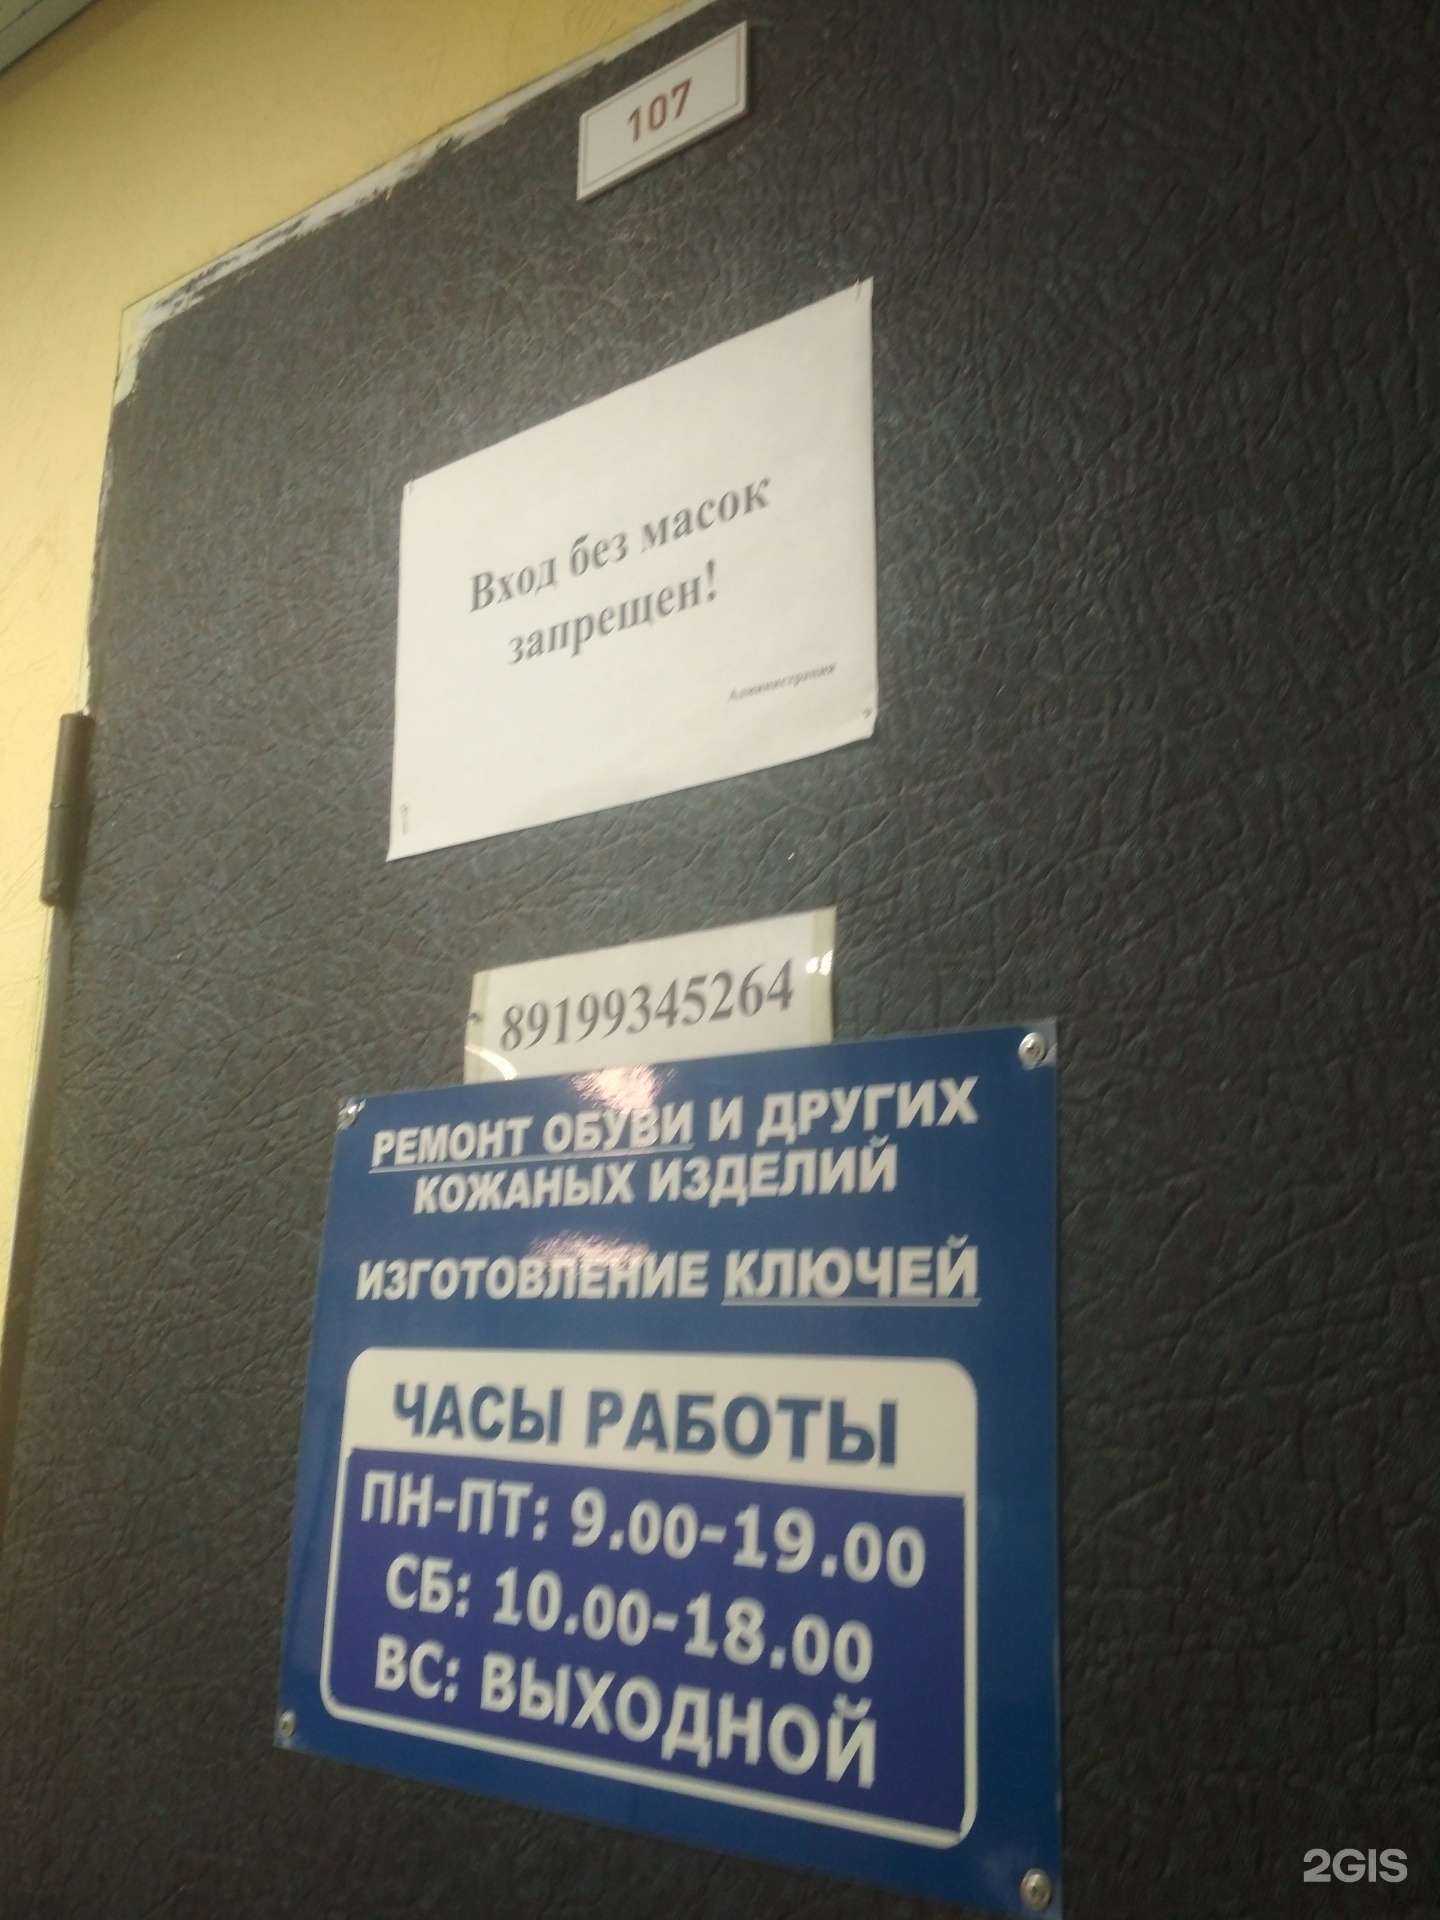 107
Вход без масок
запрещен!
Администрация
89199345264
РЕМОНТ ОБУВИ И ДРУГИХ
КОЖАНЫХ ИЗДЕЛИЙ
ИЗГОТОВЛЕНИЕ КЛЮЧЕЙ
ЧАСЫ РАБОТЫ
ПН-ПТ: 9.00-19.00
СБ: 10.00-18.00
ВС: ВЫХОДНОЙ
2GIS